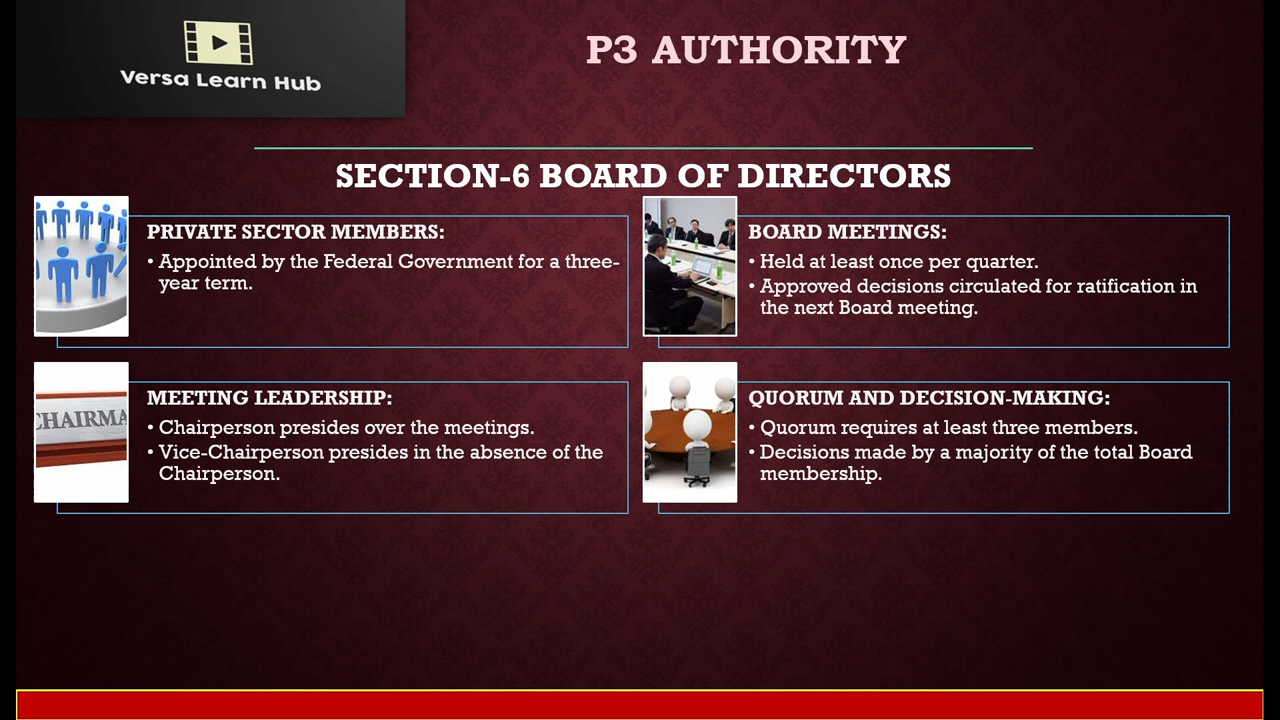 Versa Learn Hub
P3 AUTHORITY
SECTION-6 BOARD OF DIRECTORS
PRIVATE SECTOR MEMBERS:
• Appointed by the Federal Government for a three-
year term.
BOARD MEETINGS:
• Held at least once per quarter.
• Approved decisions circulated for ratification in
the next Board meeting.
CHAIRMA
MEETING LEADERSHIP:
• Chairperson presides over the meetings.
• Vice-Chairperson presides in the absence of the
Chairperson.
QUORUM AND DECISION-MAKING:
• Quorum requires at least three members.
• Decisions made by a majority of the total Board
membership.